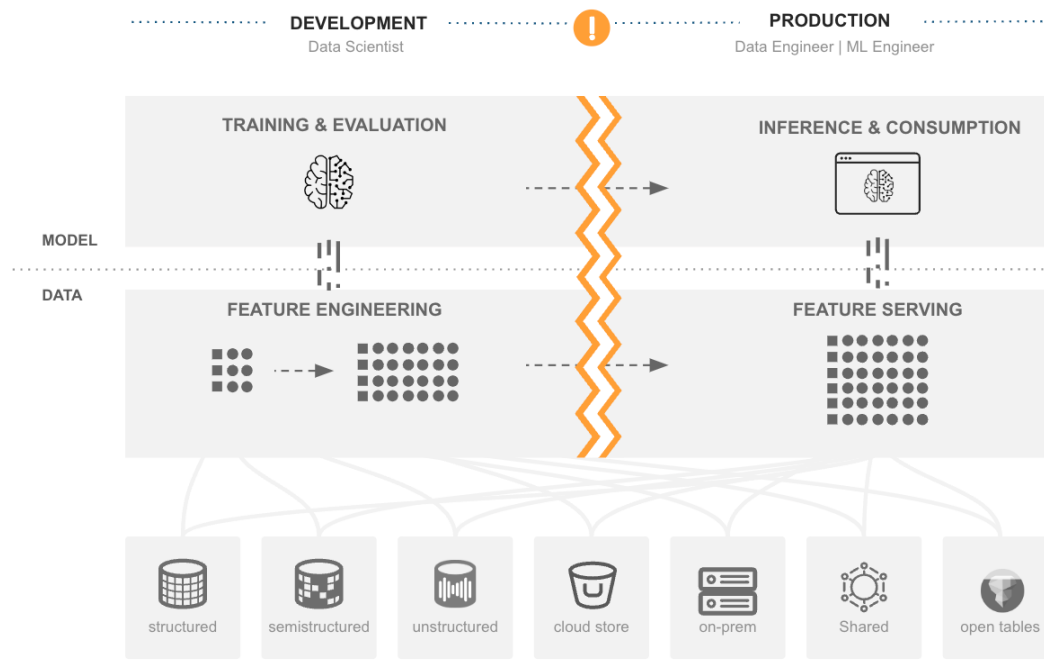 DEVELOPMENT
PRODUCTION
Data Scientist
Data Engineer | ML Engineer
TRAINING & EVALUATION
INFERENCE & CONSUMPTION
MODEL
DATA
FEATURE ENGINEERING
FEATURE SERVING
structured
semistructured
unstructured
cloud store
on-prem
Shared
open tables